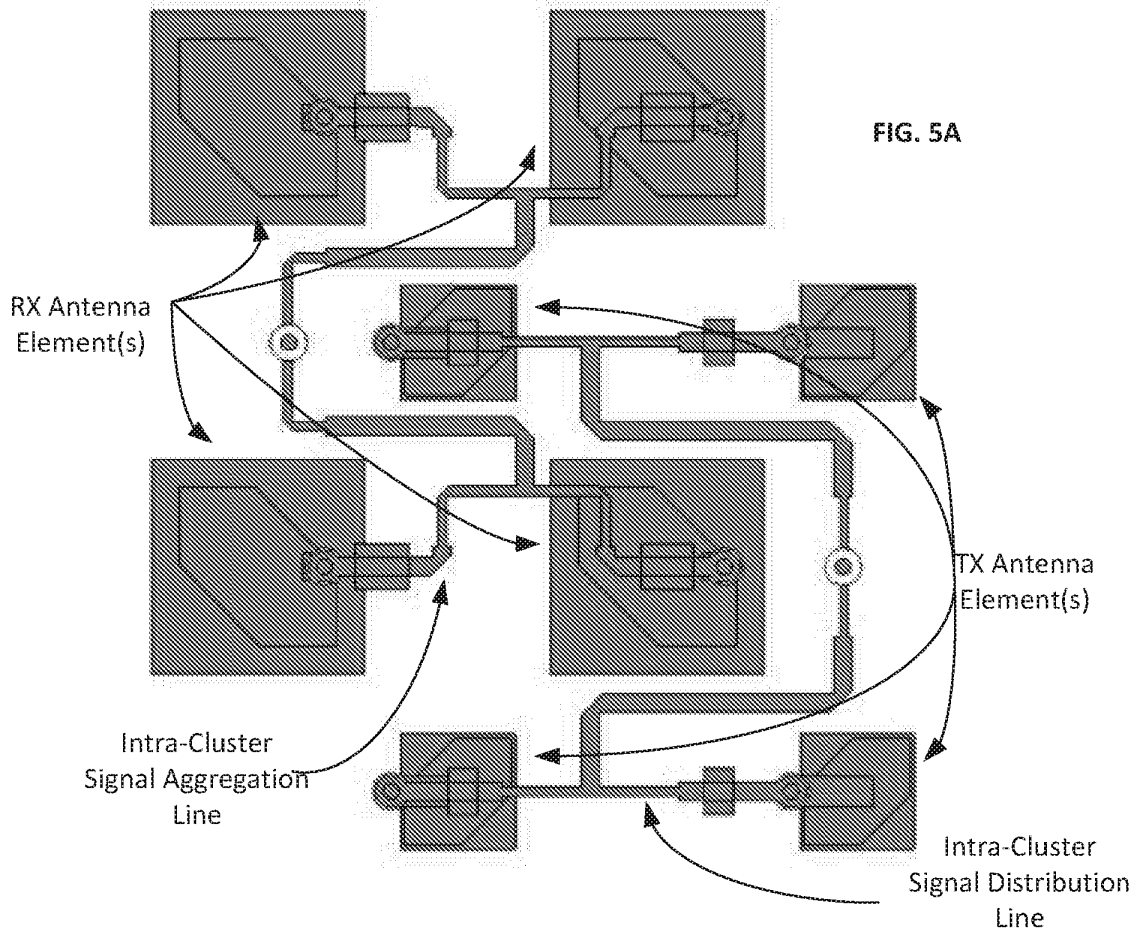 FIG. 5A
RX Antenna
Element(s)
TX Antenna
Element(s)
Intra-Cluster
Signal Aggregation
Line
Intra-Cluster
Signal Distribution
Line